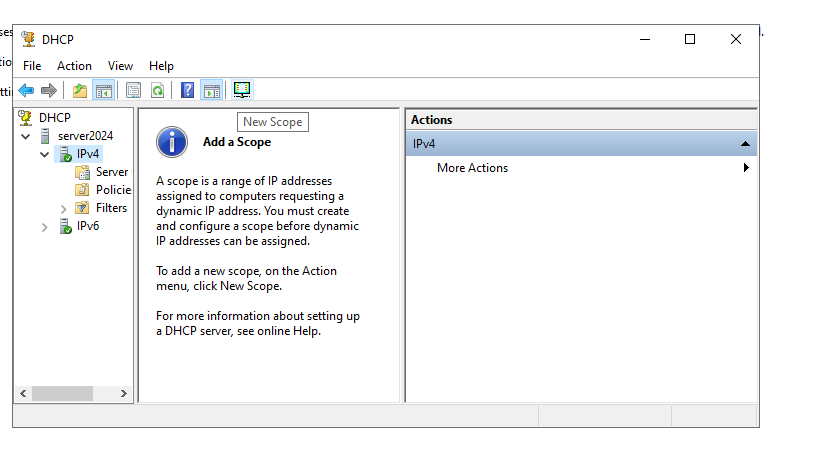 DHCP
File Action View Help
New Scope
DHCP
server2024
IPv4
Server
Policie
Filters
IPv6
Add a Scope
A scope is a range of IP addresses
assigned to computers requesting a
dynamic IP address. You must create
and configure a scope before dynamic
IP addresses can be assigned.
To add a new scope, on the Action
menu, click New Scope.
For more information about setting up
a DHCP server, see online Help.
Actions
IPv4
More Actions